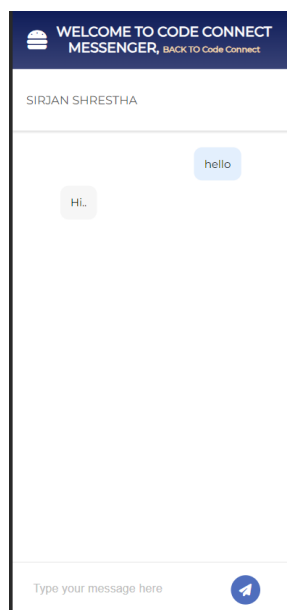 WELCOME TO CODE CONNECT
MESSENGER, BACK TO Code Connect
SIRJAN SHRESTHA
hello
Hi..
Type your message here